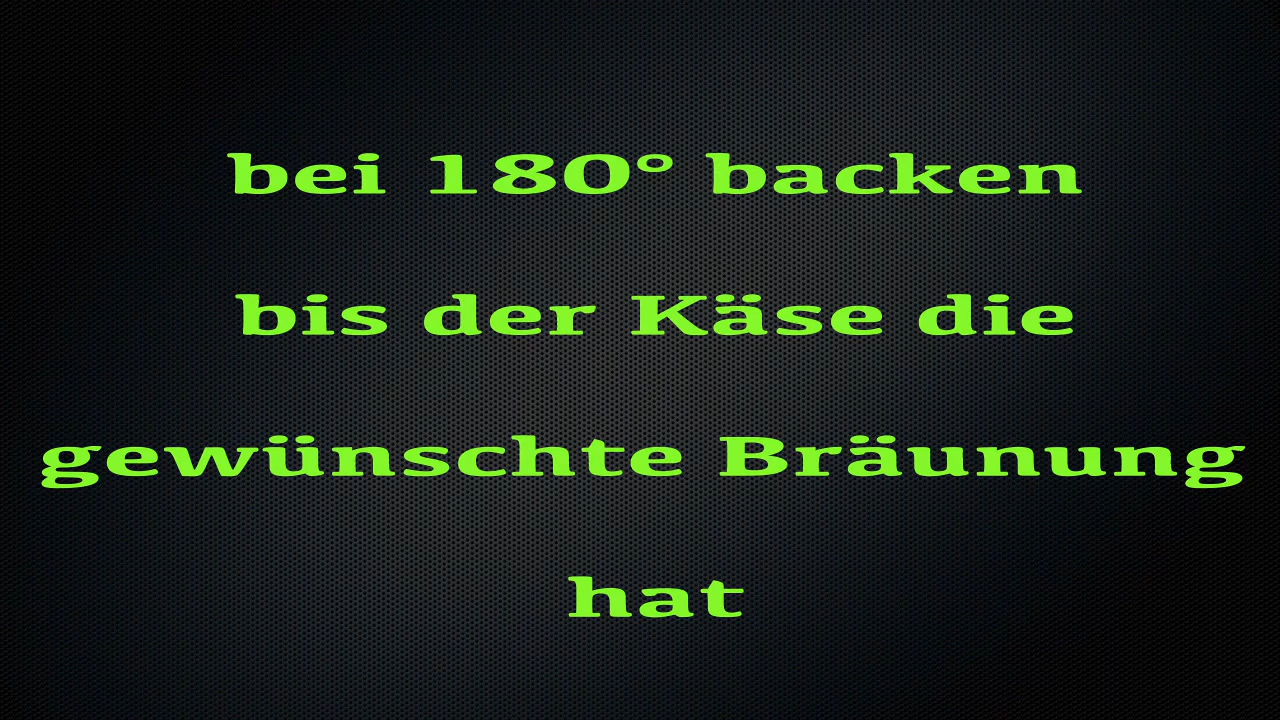 bei 180° backen
bis der Käse die
gewünschte Bräunung
hat